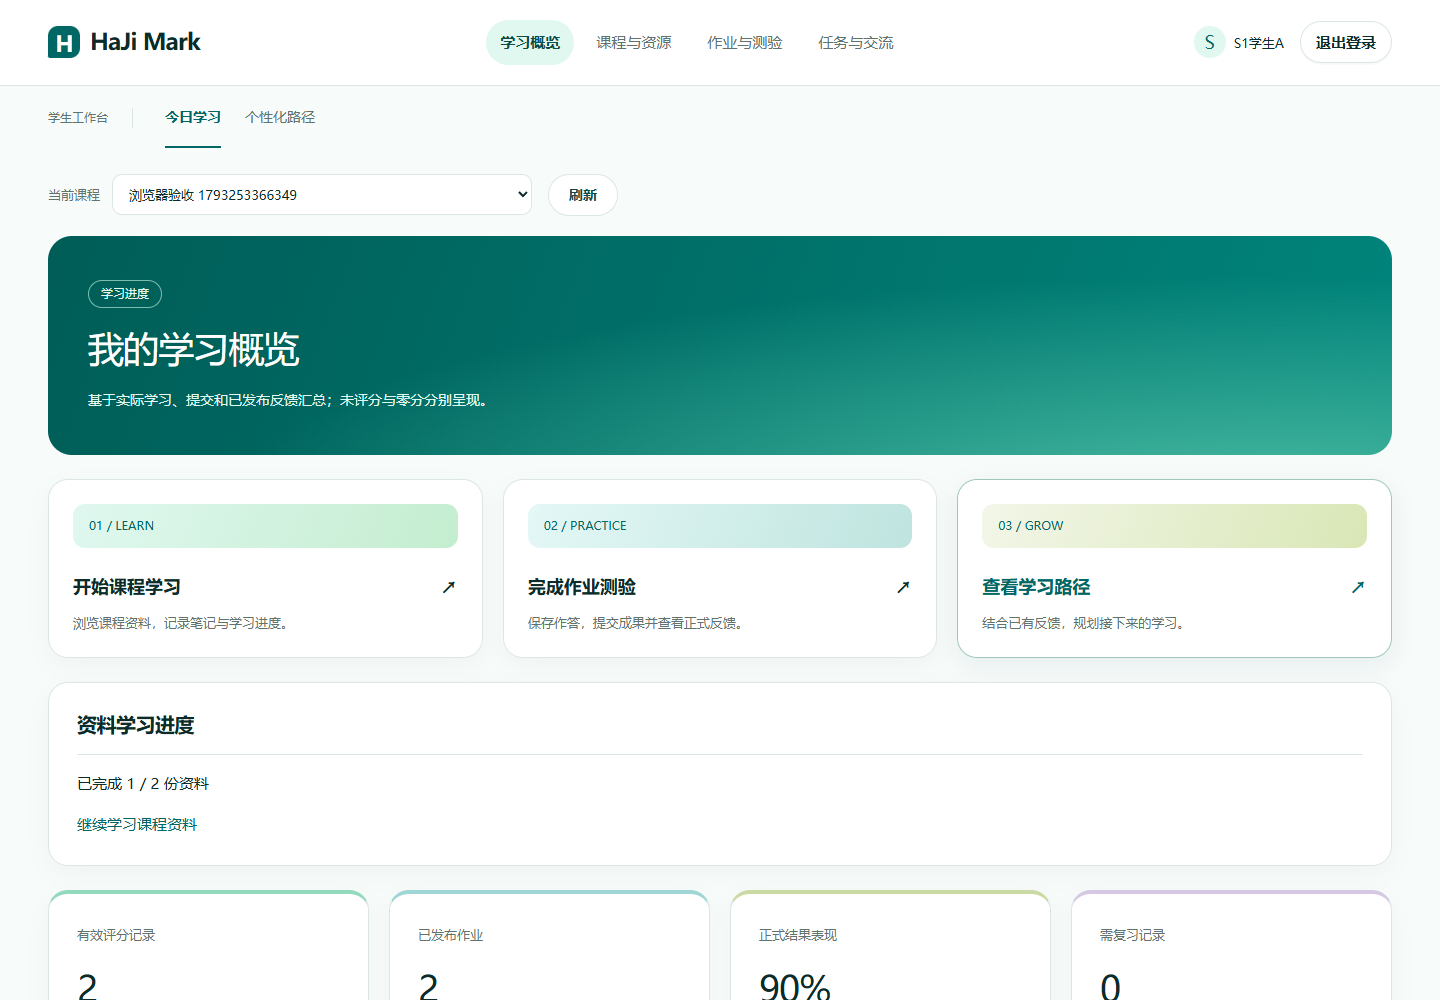 H HaJi Mark
学习概览 课程与资源 作业与测验 任务与交流
S S1学生A 退出登录
学生工作台 今日学习 个性化路径
当前课程 浏览器验收 1793253366349 刷新
学习进度
我的学习概览
基于实际学习、提交和已发布反馈汇总；未评分与零分分别呈现。
01 / LEARN
开始课程学习
浏览课程资料，记录笔记与学习进度。
02 / PRACTICE
完成作业测验
保存作答，提交成果并查看正式反馈。
03 / GROW
查看学习路径
结合已有反馈，规划接下来的学习。
资料学习进度
已完成 1 / 2 份资料
继续学习课程资料
有效评分记录
2
已发布作业
2
正式结果表现
90%
需复习记录
0